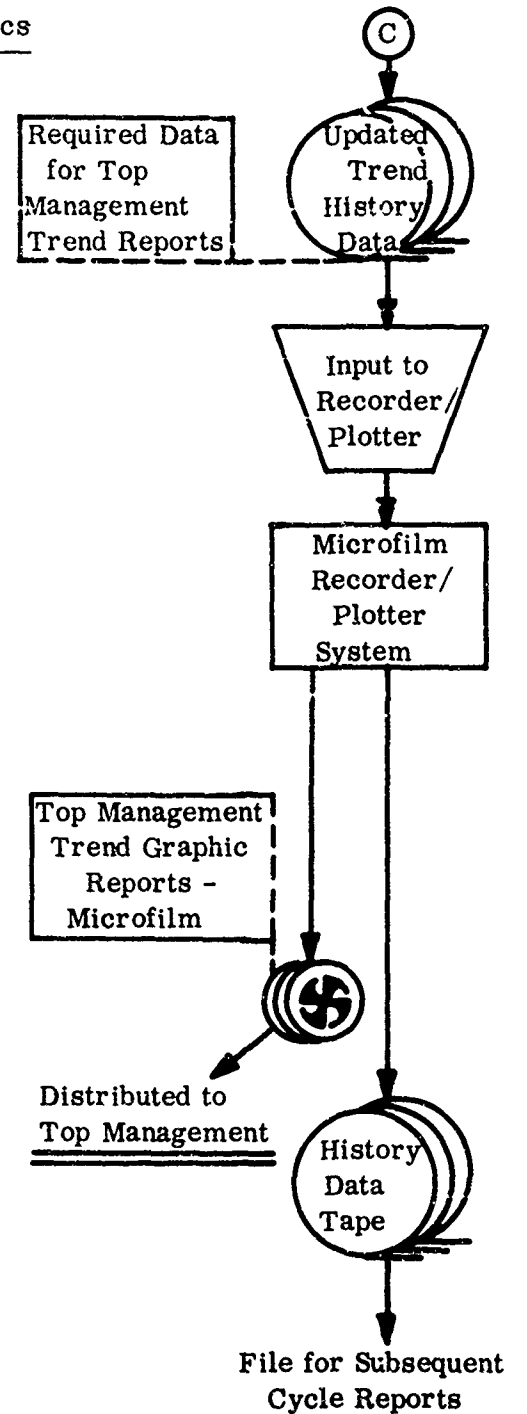 cs
C
Required Data
for Top
Management
Trend Reports
Updated
Trend
History
Data
Input to
Recorder/
Plotter
Microfilm
Recorder/
Plotter
System
Top Management
Trend Graphic
Reports -
Microfilm
Distributed to
Top Management
History
Data
Tape
File for Subsequent
Cycle Reports